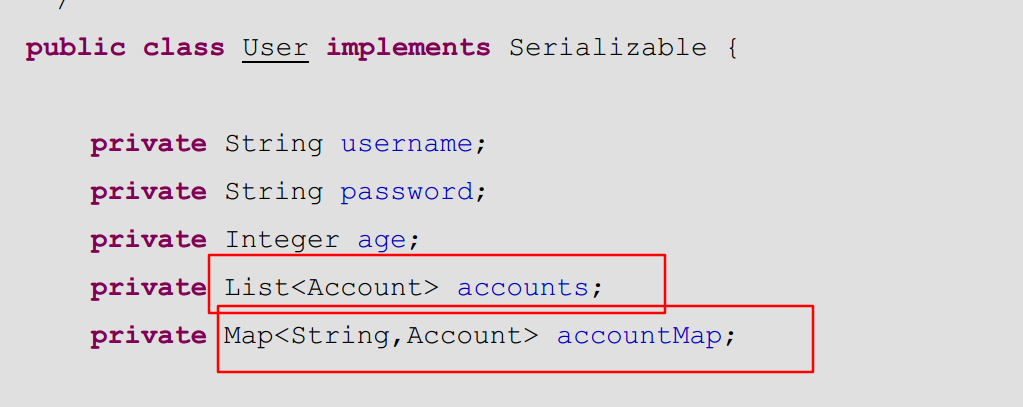 /
public class User implements Serializable {
private String username;
private String password;
private Integer age;
private List<Account> accounts;
private Map<String,Account> accountMap;